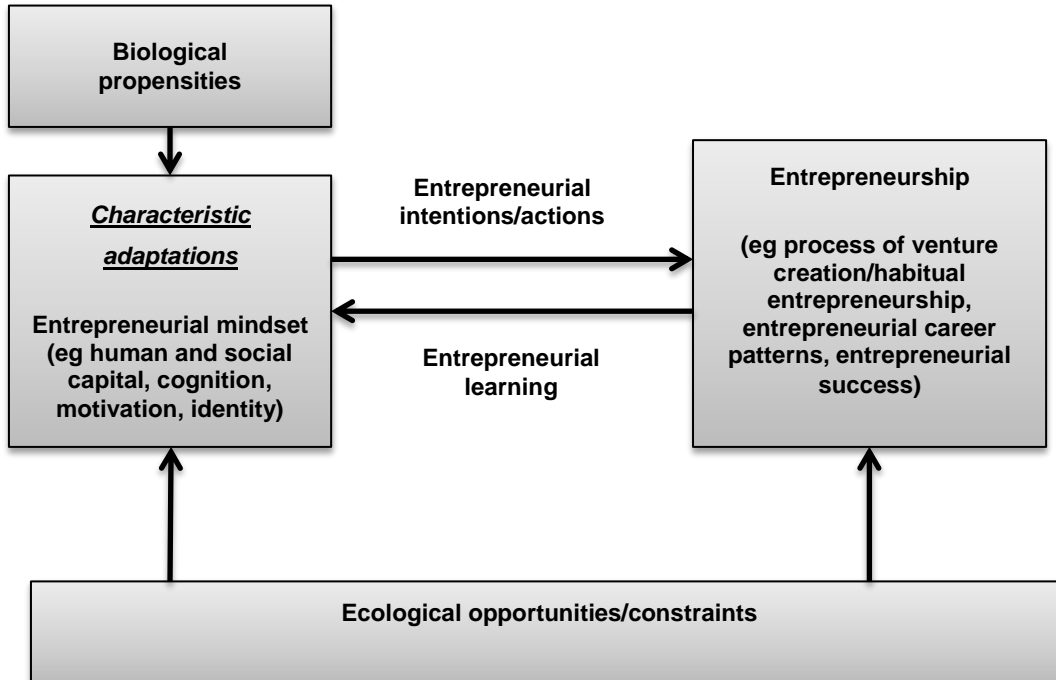 Biological
propensities
Characteristic
adaptations
Entrepreneurial mindset
(eg human and social
capital, cognition,
motivation, identity)
Entrepreneurial
intentions/actions
Entrepreneurial
learning
Entrepreneurship
(eg process of venture
creation/habitual
entrepreneurship,
entrepreneurial career
patterns, entrepreneurial
success)
Ecological opportunities/constraints